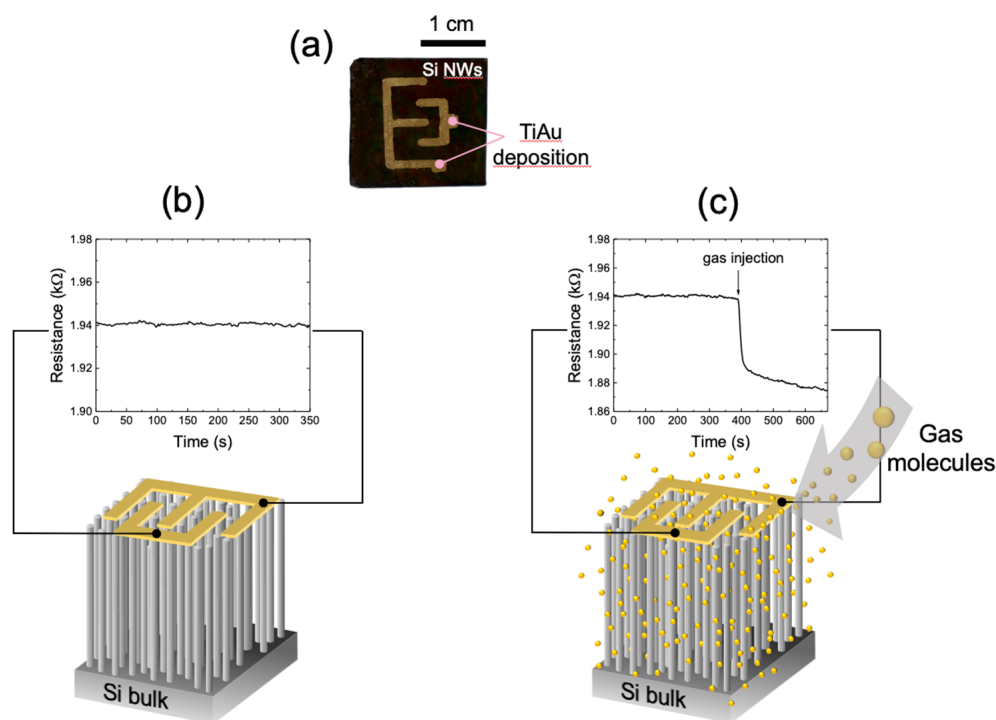 (a)
1 cm
Si NWs
TiAu
deposition
(b)
1.98
1.96
1.94
1.92
1.90
Resistance (kΩ)
0 50 100 150 200 250 300 350
Time (s)
Si bulk
(c)
1.98
1.96
1.94
1.92
1.90
1.88
1.86
Resistance (kΩ)
gas injection
0 100 200 300 400 500 600
Time (s)
Gas
molecules
Si bulk